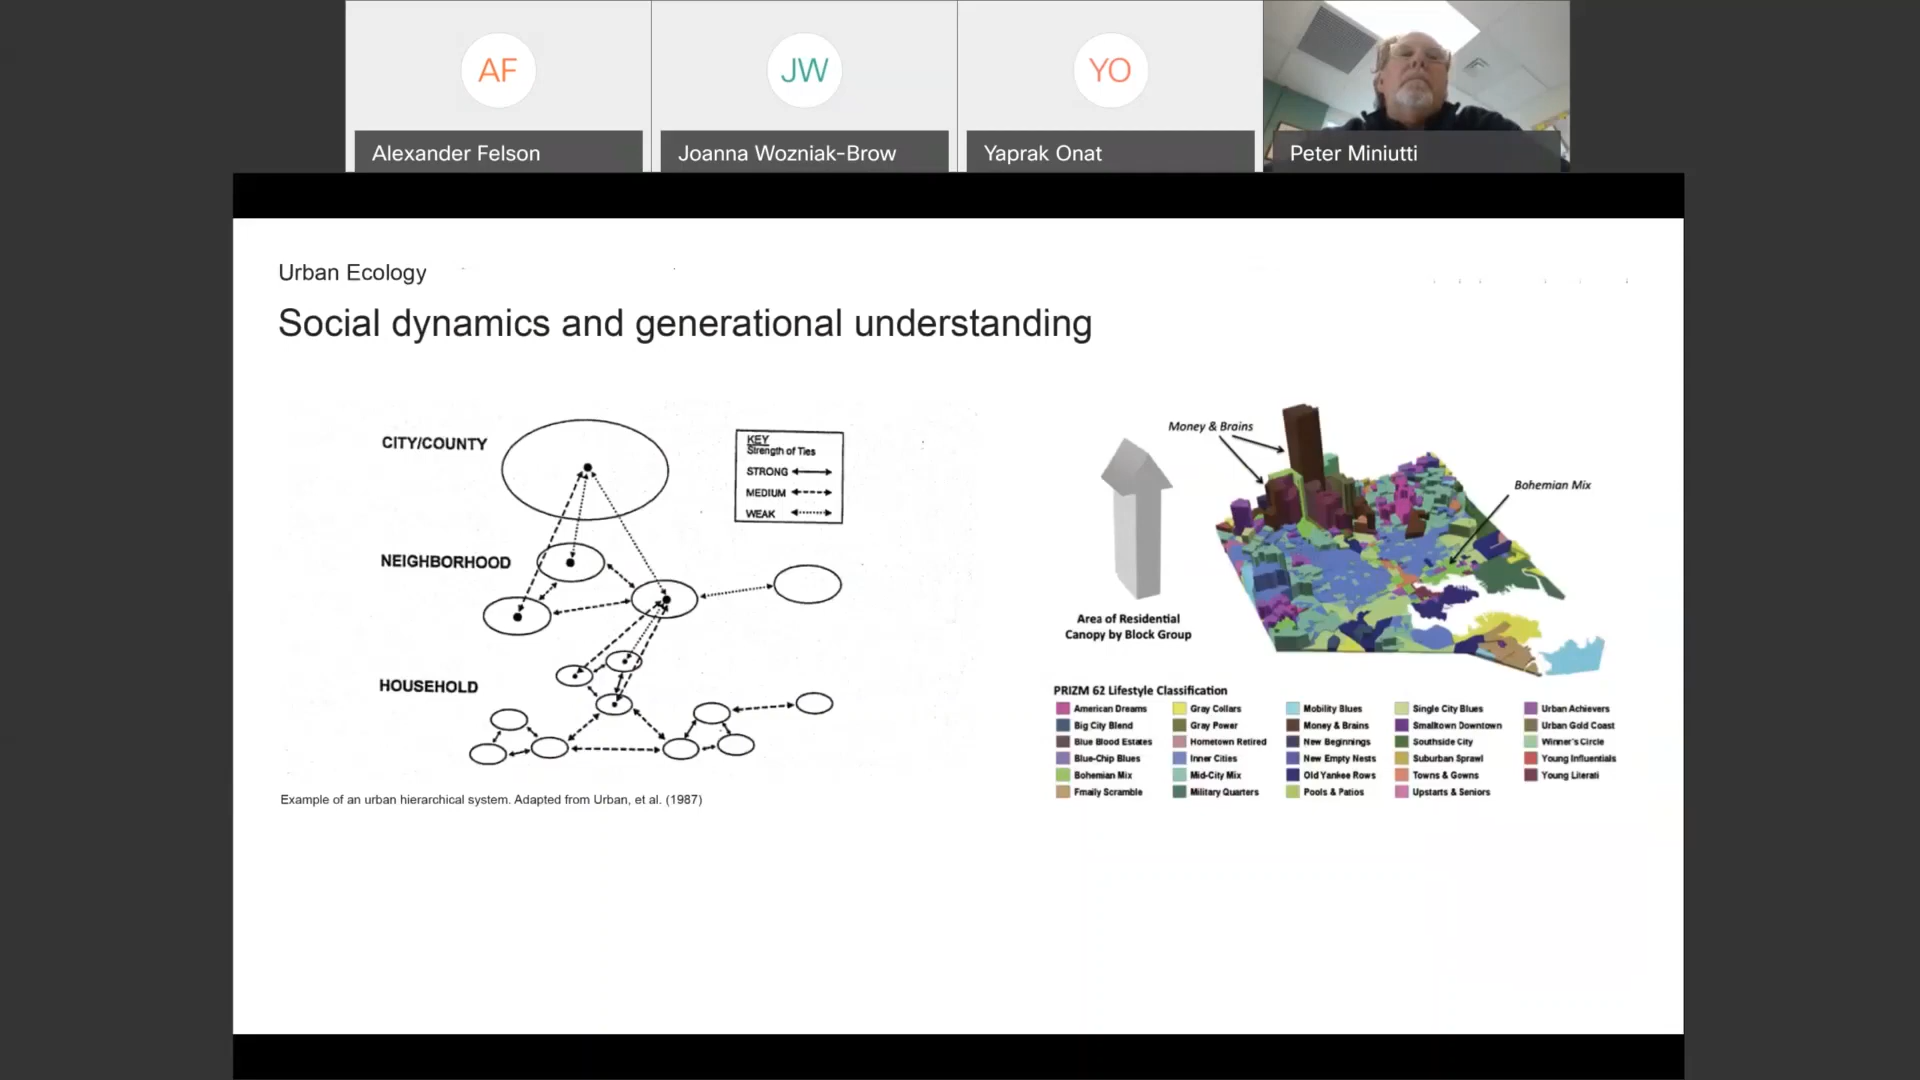 AF
JW
YO
Alexander Felson
Joanna Wozniak-Brow
Yaprak Onat
Peter Miniutti
Urban Ecology
Social dynamics and generational understanding
CITY/COUNTY
NEIGHBORHOOD
HOUSEHOLD
KEY
Strength of Ties
STRONG
MEDIUM
WEAK
Example of an urban hierarchical system. Adapted from Urban, et al. (1987)
Money & Brains
Bohemian Mix
Area of Residential
Canopy by Block Group
PRIZM 62 Lifestyle Classification
American Dreams
Big City Blend
Blue Blood Estates
Blue-Chip Blues
Bohemian Mix
Fmaily Scramble
Gray Collars
Gray Power
Hometown Retired
Inner Cities
Mid-City Mix
Military Quarters
Mobility Blues
Money & Brains
New Beginnings
New Empty Nests
Old Yankee Rows
Pools & Patios
Single City Blues
Smalltown Downtown
Southside City
Suburban Sprawl
Towns & Gowns
Upstarts & Seniors
Urban Achievers
Urban Gold Coast
Winner's Circle
Young Influentials
Young Literati